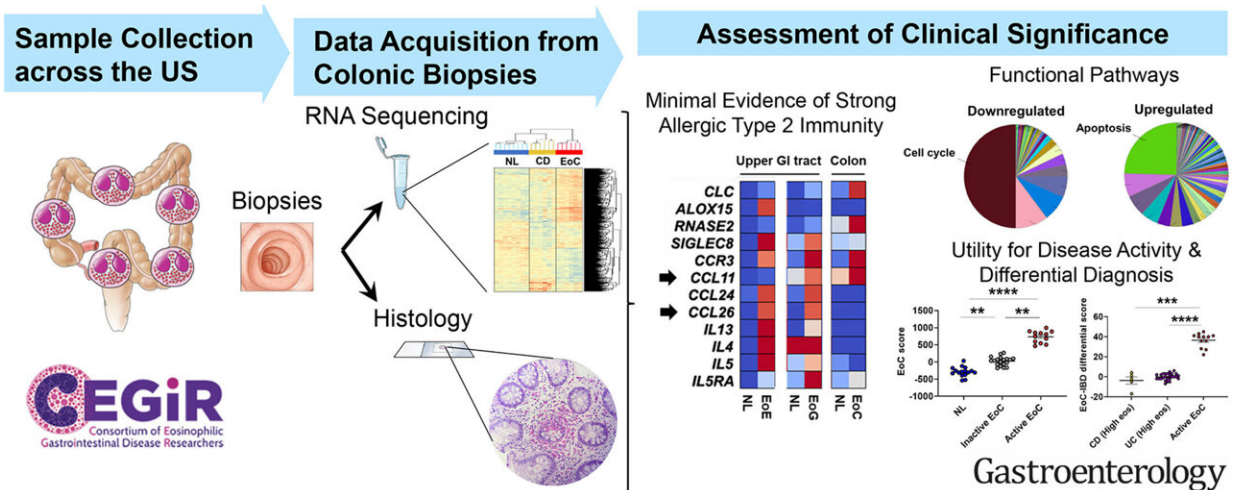 Sample Collection
across the US
Data Acquisition from
Colonic Biopsies
Assessment of Clinical Significance
Biopsies
CEGiR
Consortium of Eosinophilic
Gastrointestinal Disease Researchers
RNA Sequencing
NL CD EoC
Histology
Minimal Evidence of Strong
Allergic Type 2 Immunity
Upper GI tract Colon
CLC
ALOX15
RNASE2
SIGLEC8
CCR3
CCL11
CCL24
CCL26
IL13
IL4
IL5
IL5RA
NL EoE NL EoG NL EoC
Functional Pathways
Downregulated
Cell cycle
Upregulated
Apoptosis
Utility for Disease Activity &
Differential Diagnosis
****
** **
EoC score
1500
1000
500
0
-500
-1000
NL Inactive EoC Active EoC
***
****
EoC-IBD differential score
60
40
20
0
-20
CD (High eos) UC (High eos) Active EoC
Gastroenterology